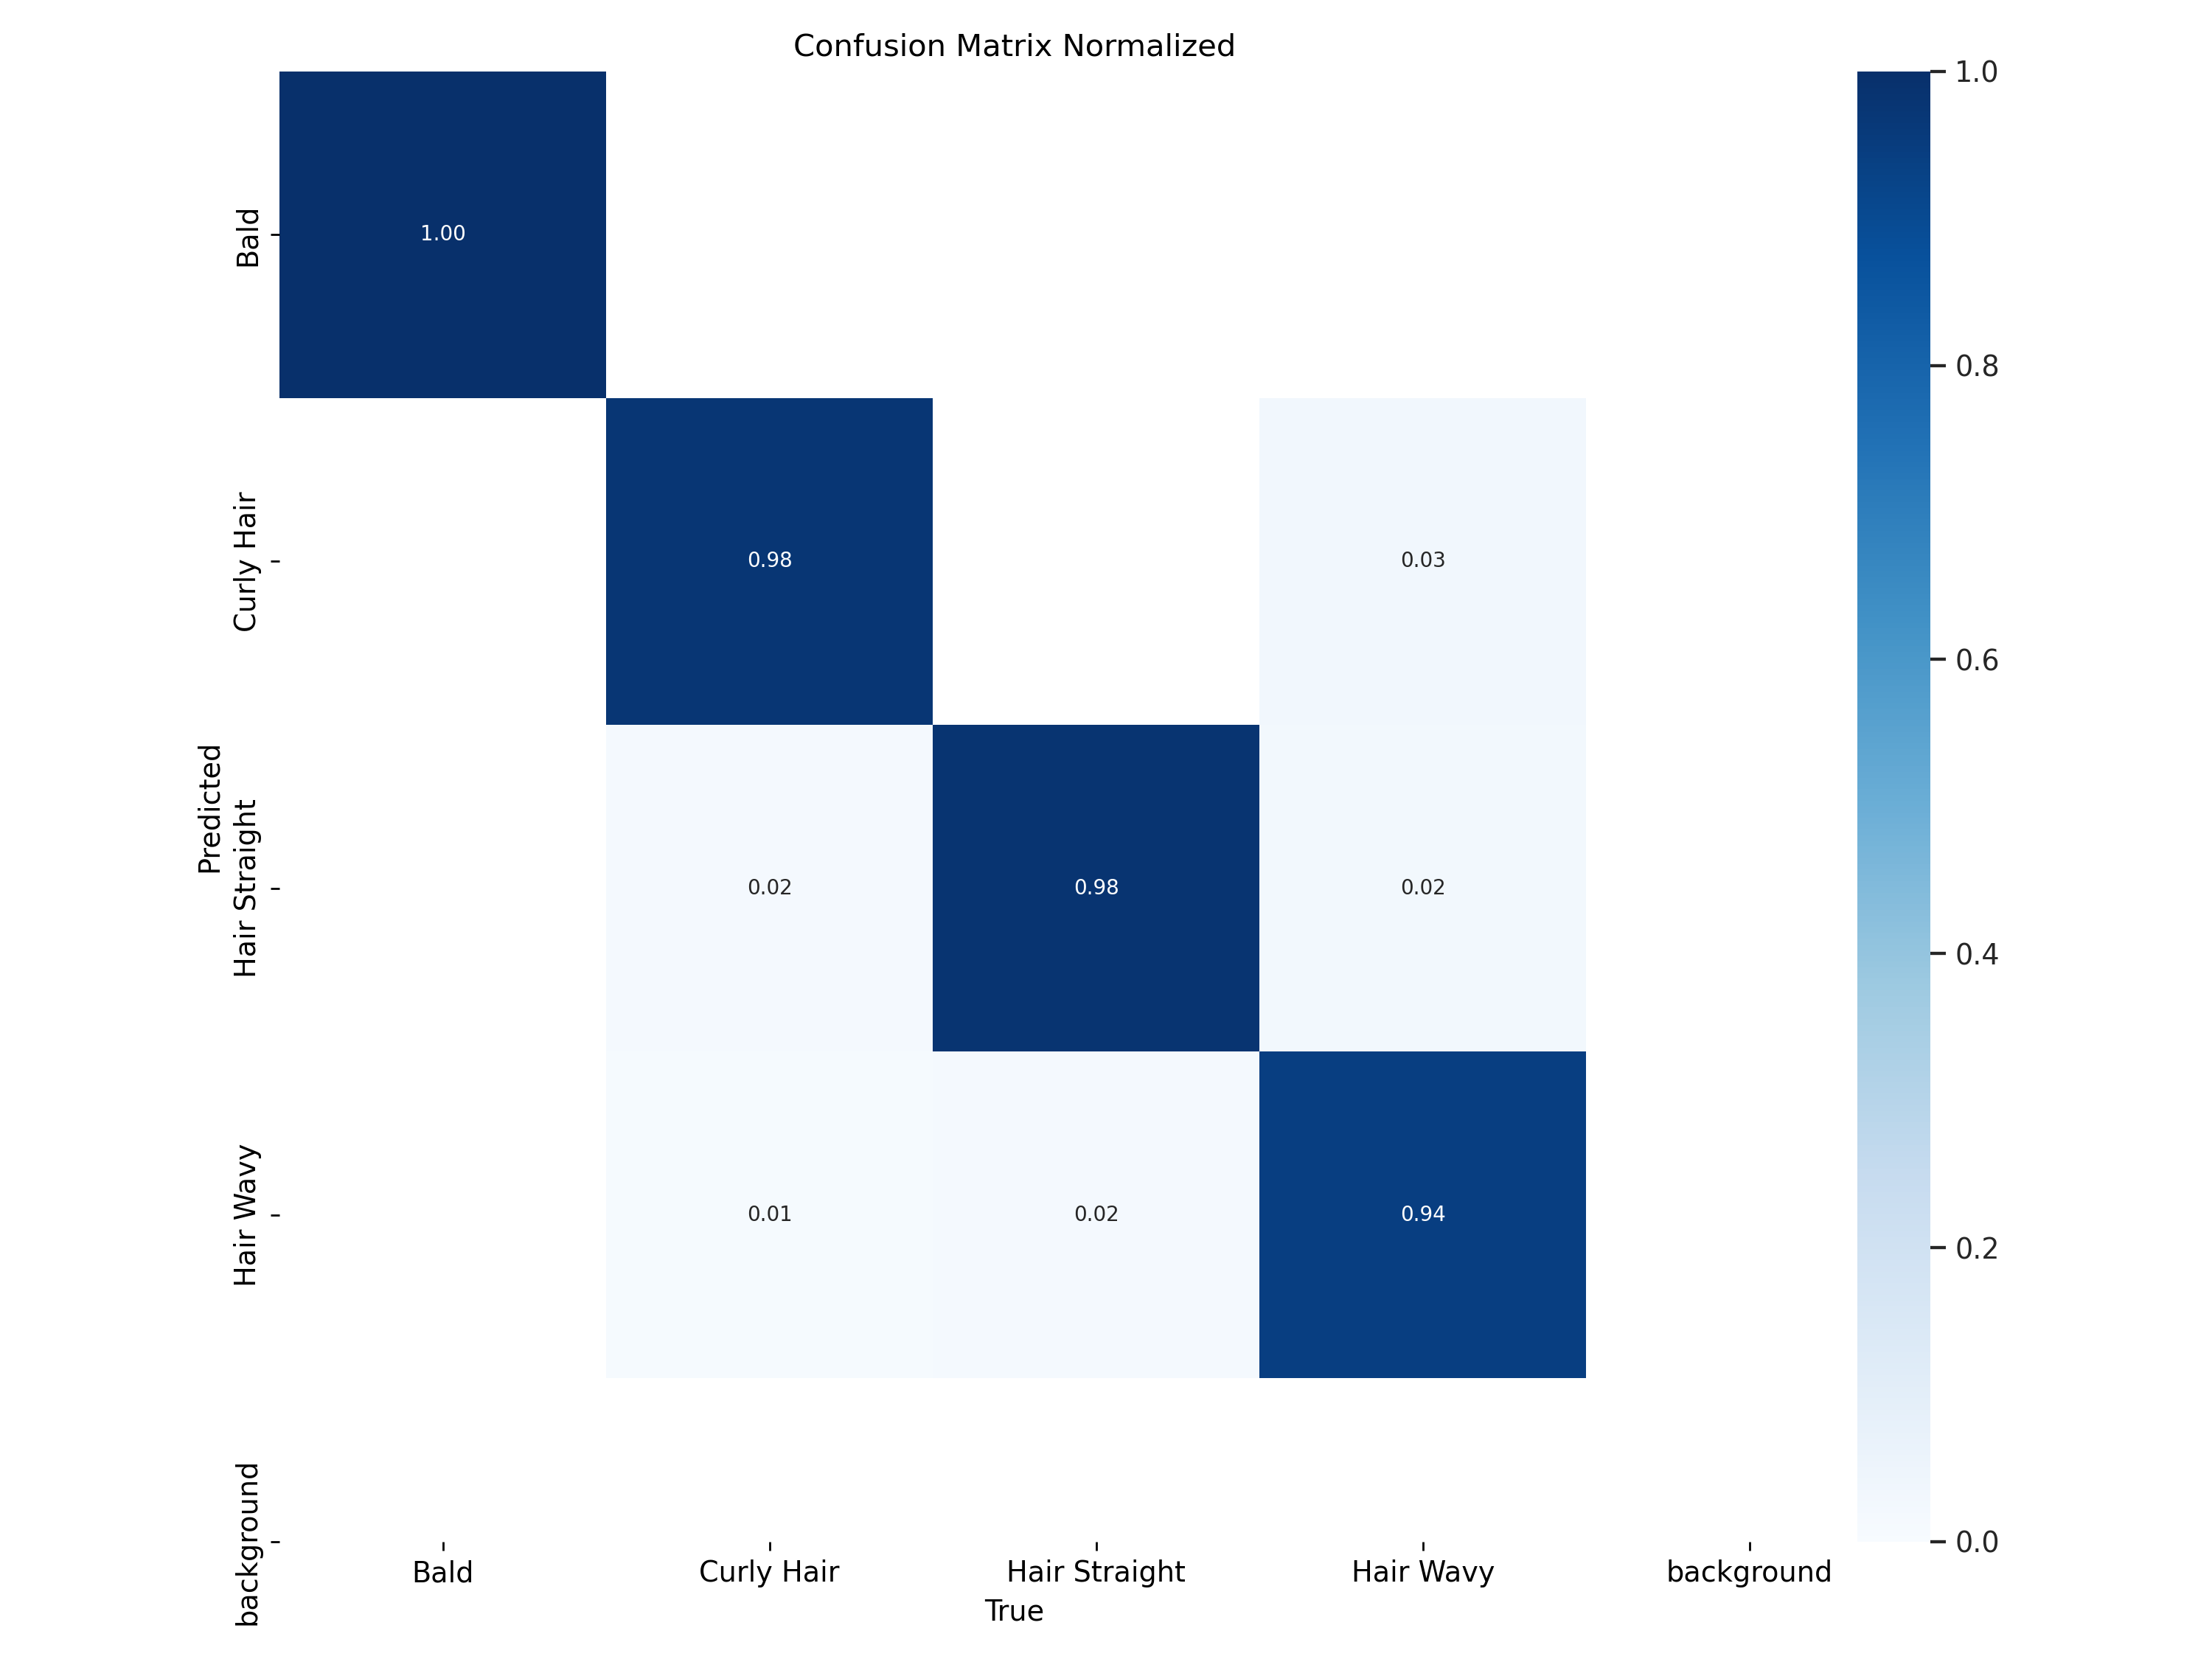 Confusion Matrix Normalized
1.0
0.8
0.6
0.4
0.2
0.0
Predicted
Bald
1.00
Curly Hair
0.98
0.03
Hair Straight
0.02
0.98
0.02
Hair Wavy
0.01
0.02
0.94
background
Bald
Curly Hair
Hair Straight
Hair Wavy
background
True